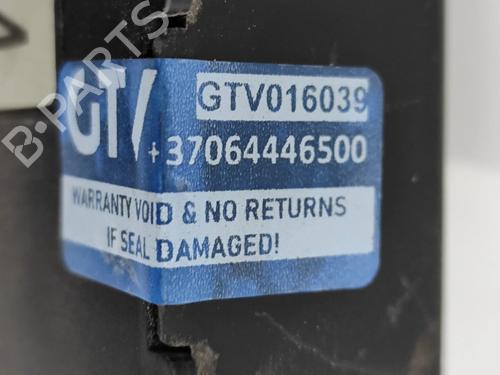 B-PARTS
GTV
GTV016039
+37064446500
WARRANTY VOID & NO RETURNS
IF SEAL DAMAGED!